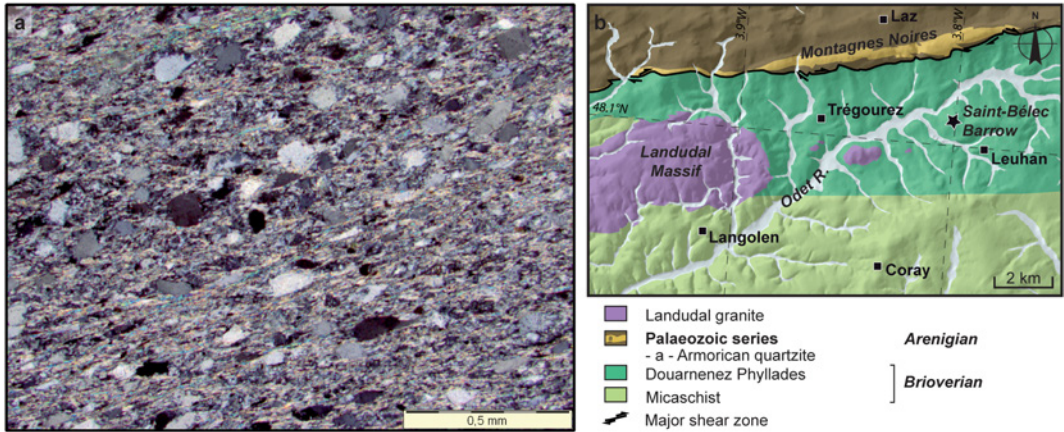 a
0,5 mm
b
N
Laz
3.9°W
3.8°W
Montagnes Noires
48.1°N
Trégourez
Saint-Bélec
Barrow
Landudal
Massif
Leuhan
Odet R.
Langolen
Coray
2 km
Landudal granite
Palaeozoic series
Arenigian
- a - Armorican quartzite
Douarnenez Phyllades
Brioverian
Micaschist
Major shear zone